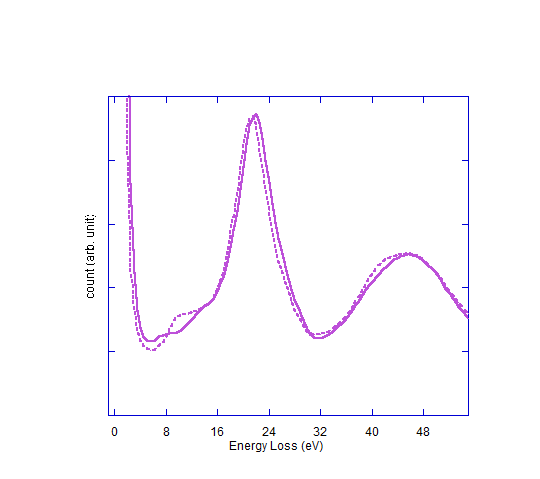 count (arb. unit)
0 8 16 24 32 40 48
Energy Loss (eV)